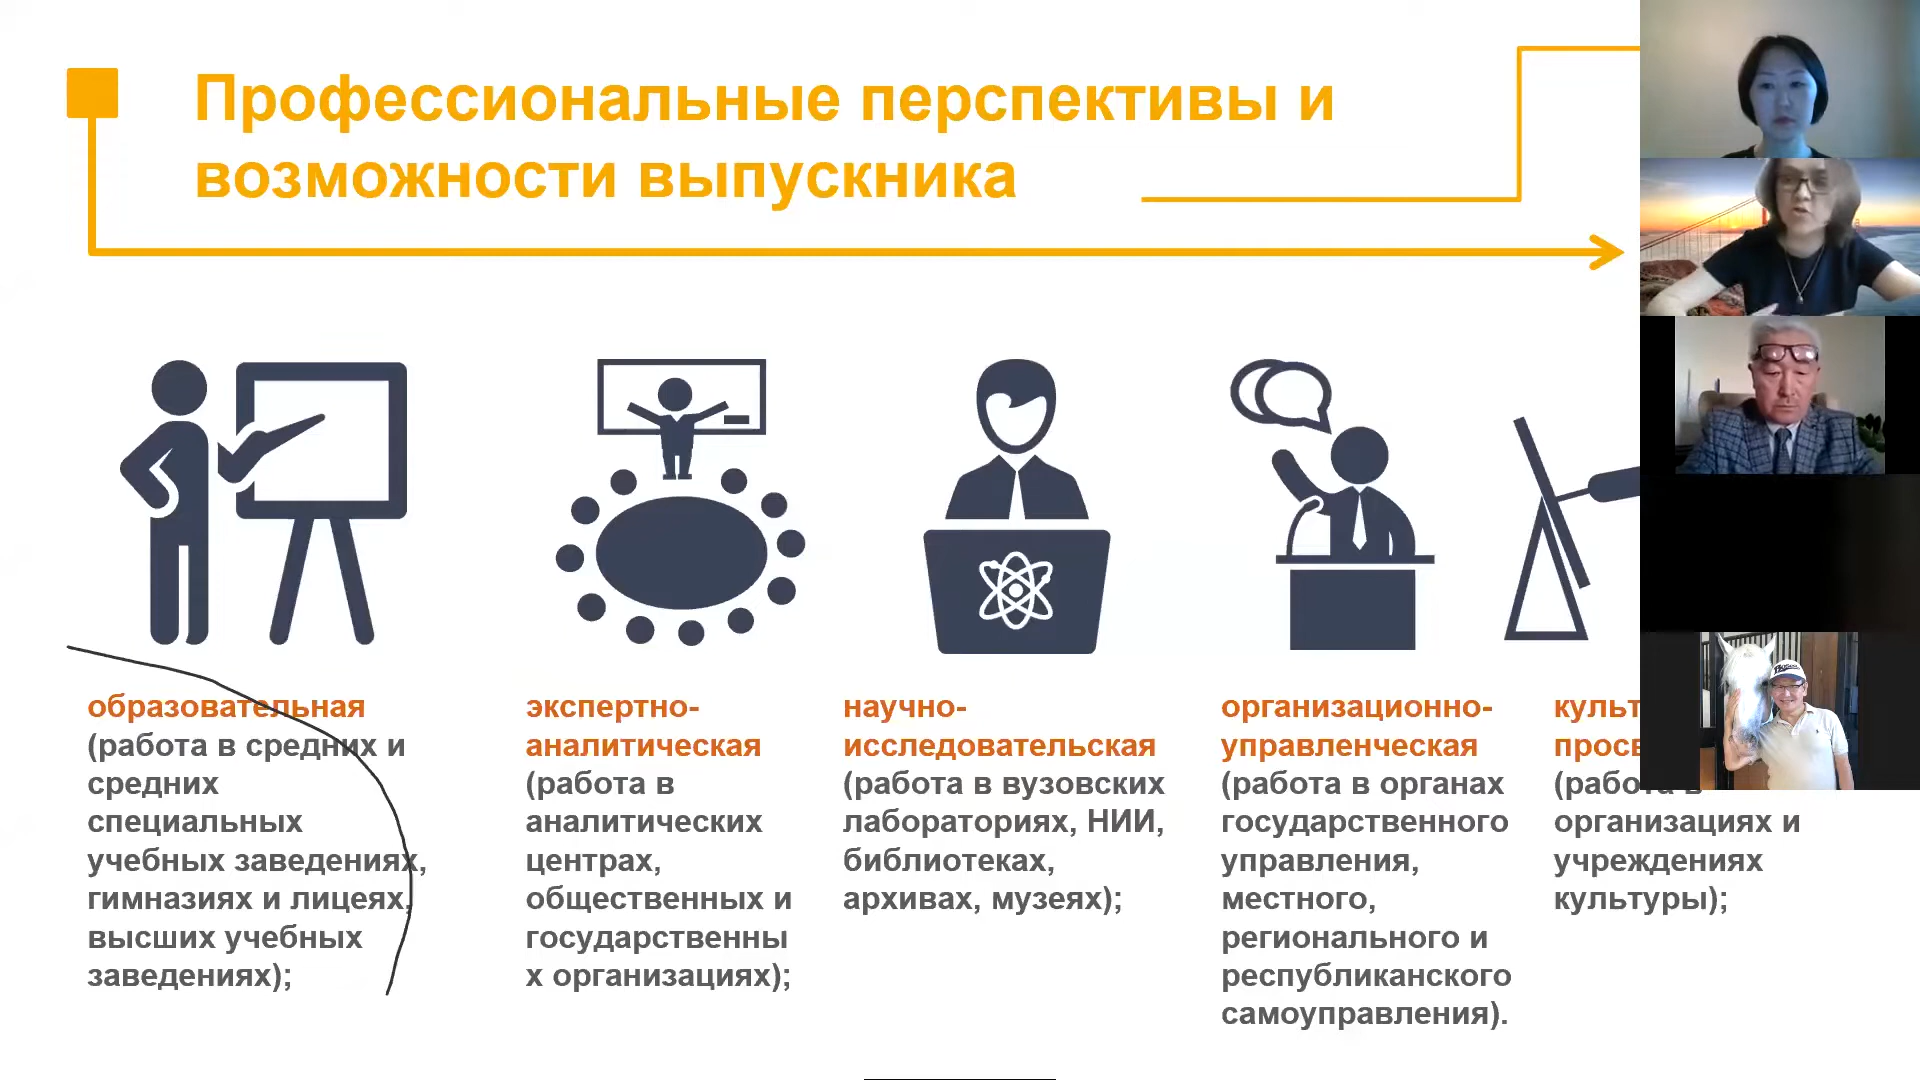 Профессиональные перспективы и
возможности выпускника
образовательная
(работа в средних и
средних
специальных
учебных заведениях,
гимназиях и лицеях,
высших учебных
заведениях);
экспертно-
аналитическая
(работа в
аналитических
центрах,
общественных и
государственны
х организациях);
научно-
исследовательская
(работа в вузовских
лабораториях, НИИ,
библиотеках,
архивах, музеях);
организационно-
управленческая
(работа в органах
государственного
управления,
местного,
регионального и
республиканского
самоуправления).
(работа в
организациях и
учреждениях
культуры);